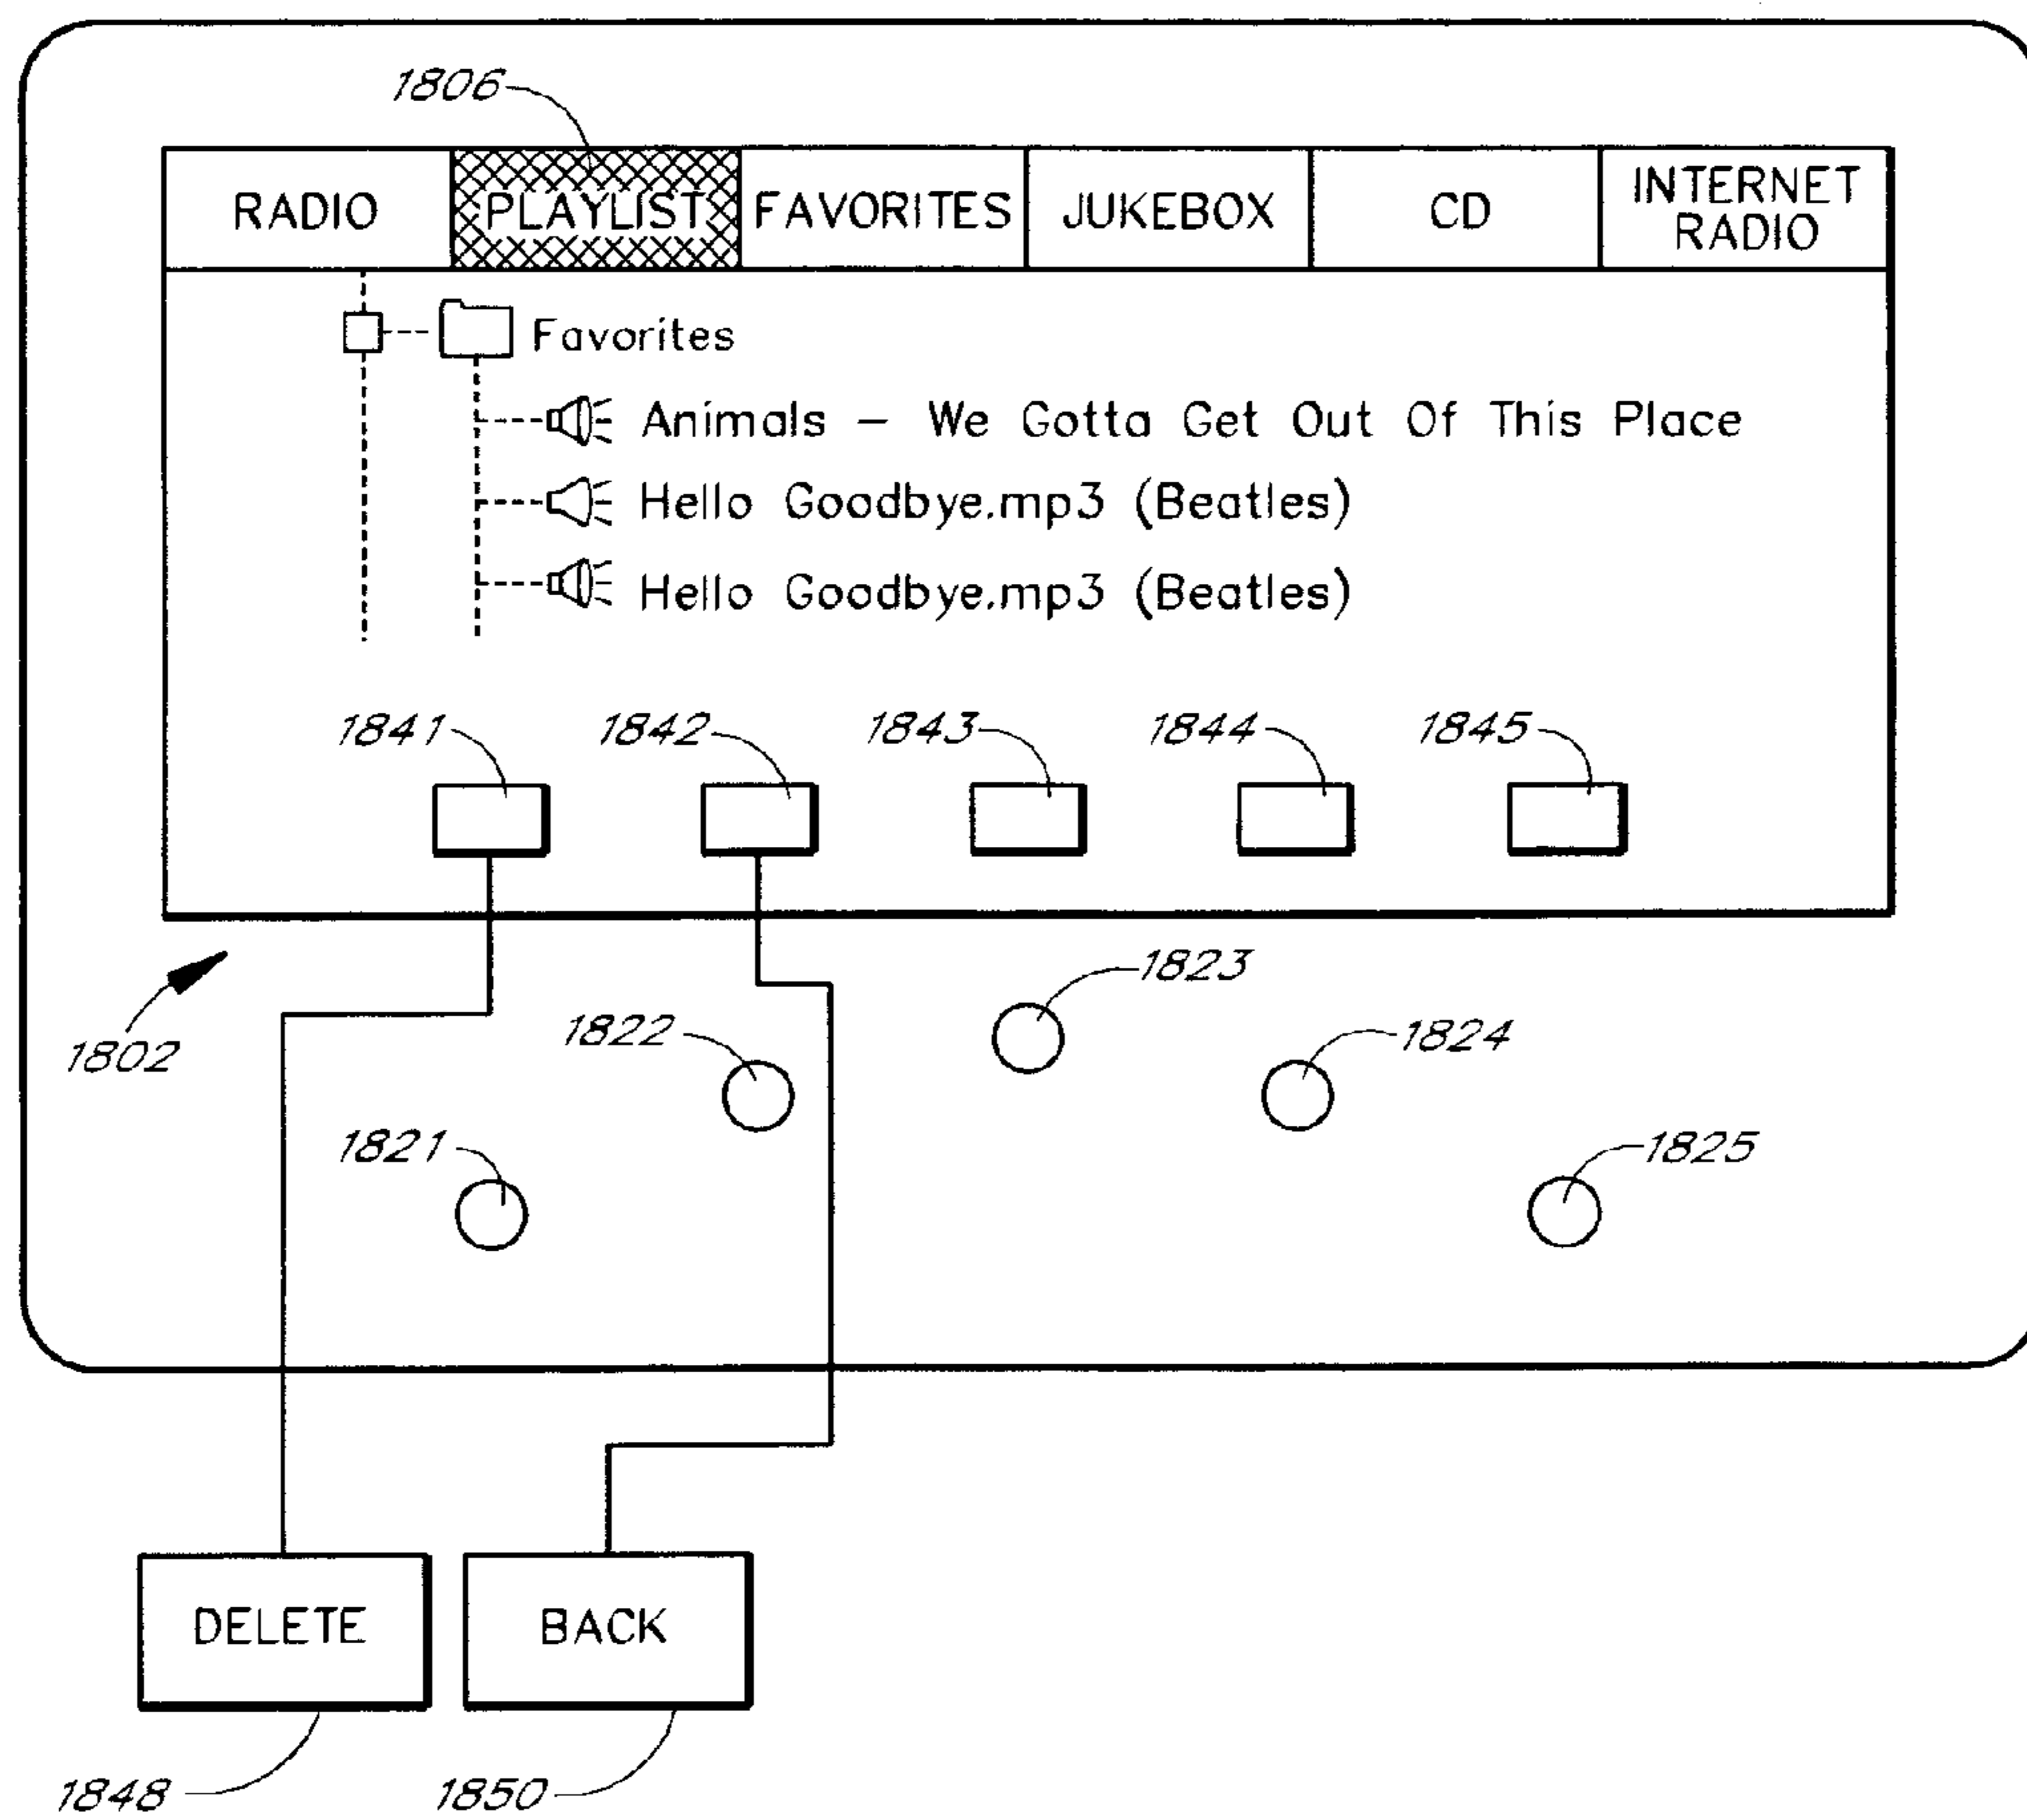 1806
RADIO PLAYLIST FAVORITES JUKEBOX CD INTERNET RADIO
Favorites
Animals – We Gotta Get Out Of This Place
Hello Goodbye.mp3 (Beatles)
Hello Goodbye.mp3 (Beatles)
1841 1842 1843 1844 1845
1823
1802 1822 1824
1821 1825
DELETE BACK
1848 1850